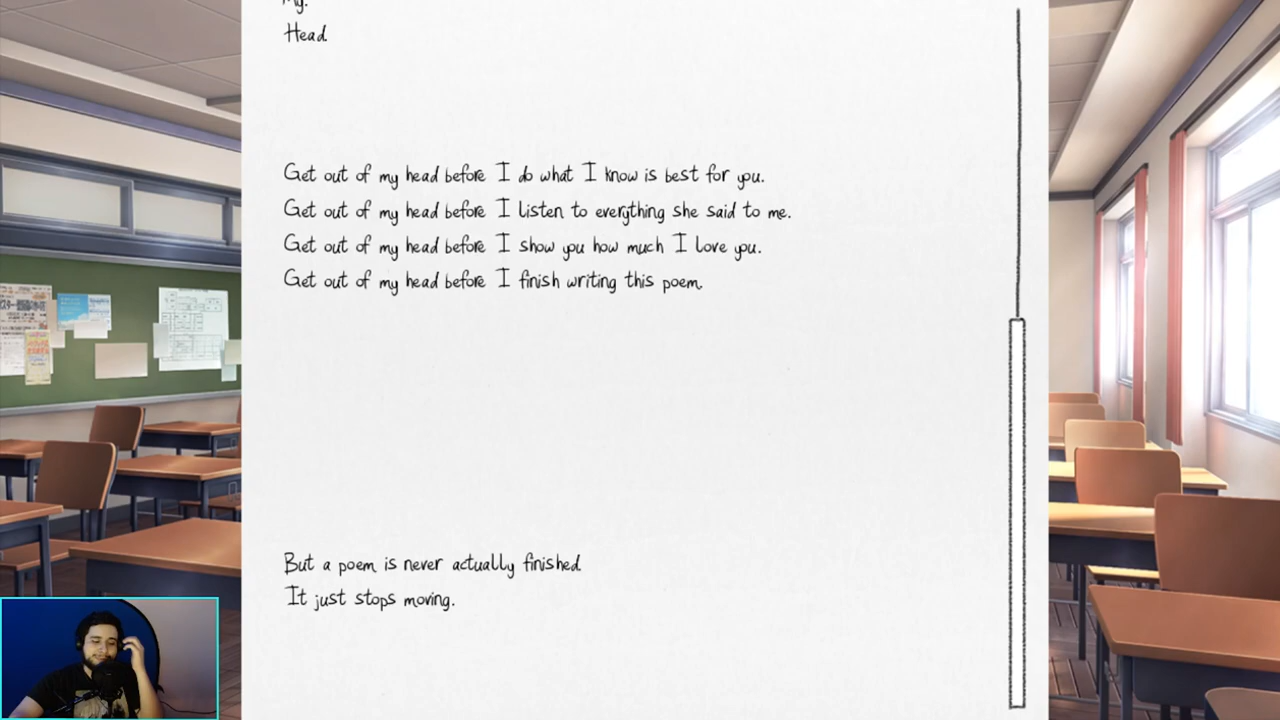 My.
Head.
Get out of my head before I do what I know is best for you.
Get out of my head before I listen to everything she said to me.
Get out of my head before I show you how much I love you.
Get out of my head before I finish writing this poem.
But a poem is never actually finished.
It just stops moving.